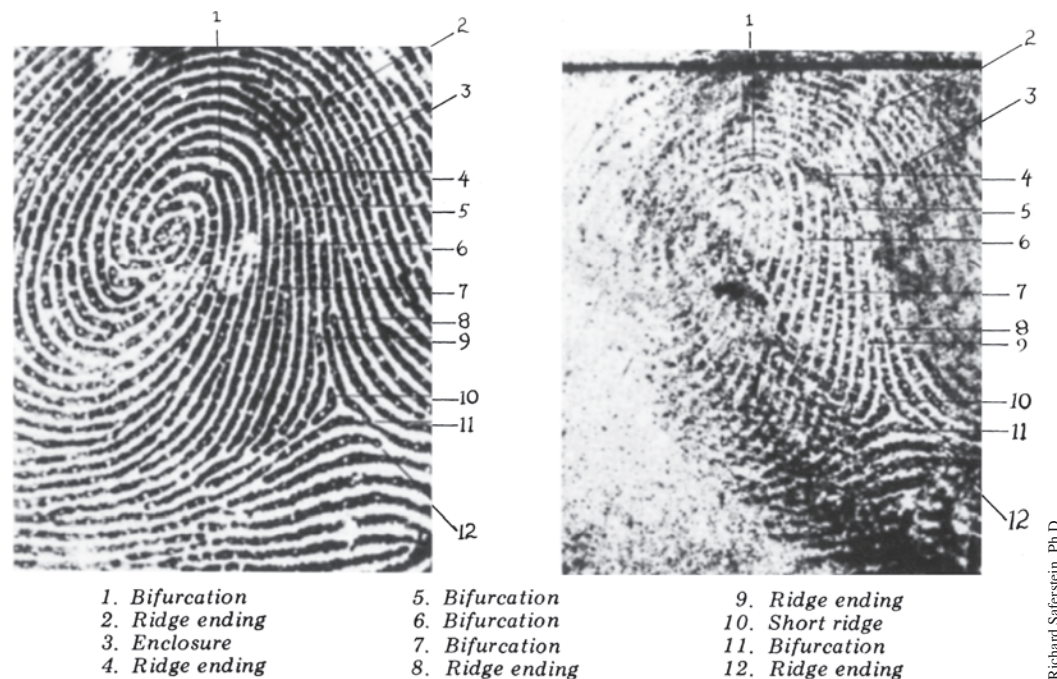 1
2
3
4
5
6
7
8
9
10
11
12
1
2
3
4
5
6
7
8
9
10
11
12
1. Bifurcation
2. Ridge ending
3. Enclosure
4. Ridge ending
5. Bifurcation
6. Bifurcation
7. Bifurcation
8. Ridge ending
9. Ridge ending
10. Short ridge
11. Bifurcation
12. Ridge ending
Richard Saferstein, Ph.D.